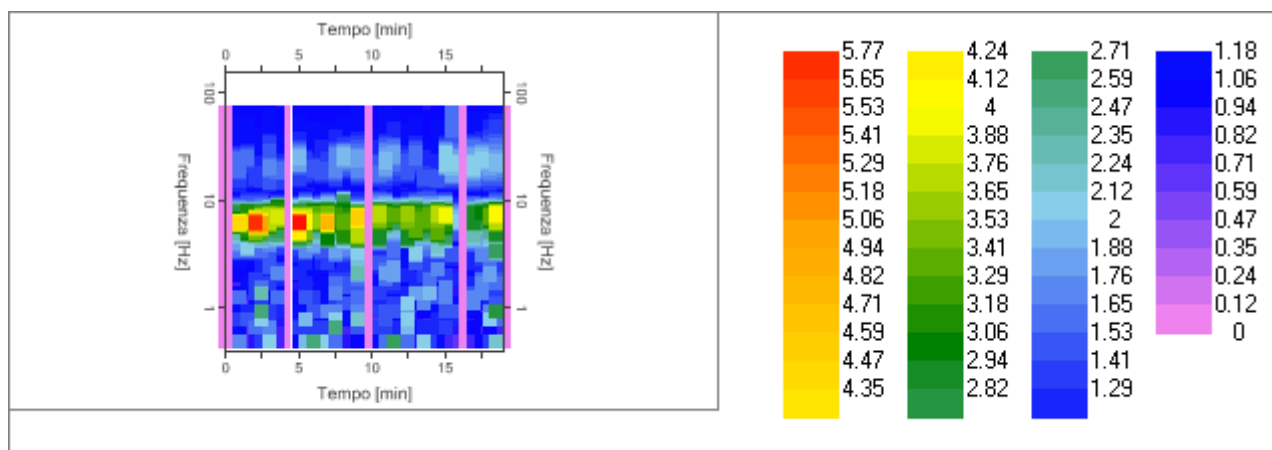 Tempo [min]
0 5 10 15
100 100
Frequenza [Hz] 10 10 Frequenza [Hz]
1 1
0 5 10 15
Tempo [min]
5.77 4.24 2.71 1.18
5.65 4.12 2.59 1.06
5.53 4 2.47 0.94
5.41 3.88 2.35 0.82
5.29 3.76 2.24 0.71
5.18 3.65 2.12 0.59
5.06 3.53 2 0.47
4.94 3.41 1.88 0.35
4.82 3.29 1.76 0.24
4.71 3.18 1.65 0.12
4.59 3.06 1.53 0
4.47 2.94 1.41
4.35 2.82 1.29